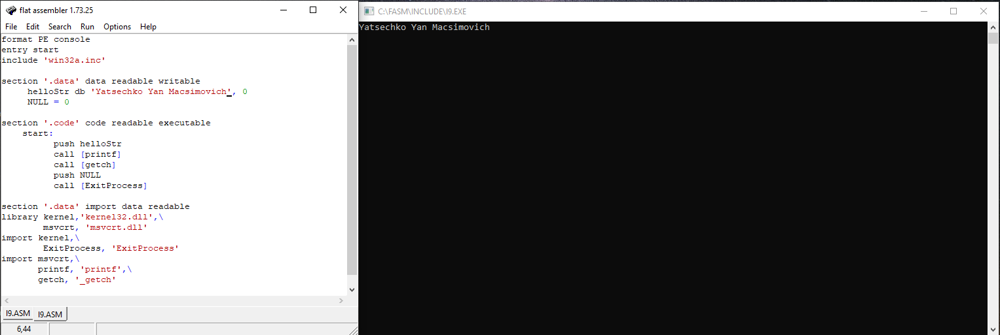 flat assembler 1.73.25
File Edit Search Run Options Help
format PE console
entry start
include 'win32a.inc'
section '.data' data readable writable
helloStr db 'Yatsechko Yan Macsimovich', 0
NULL = 0
section '.code' code readable executable
start:
push helloStr
call [printf]
call [getch]
push NULL
call [ExitProcess]
section '.data' import data readable
library kernel,'kernel32.dll',\
msvcrt, 'msvcrt.dll'
import kernel,\
ExitProcess, 'ExitProcess'
import msvcrt,\
printf, 'printf',\
getch, '_getch'
I9.ASM I9.ASM
6,44
C:\FASM\INCLUDE\I9.EXE
Yatsechko Yan Macsimovich